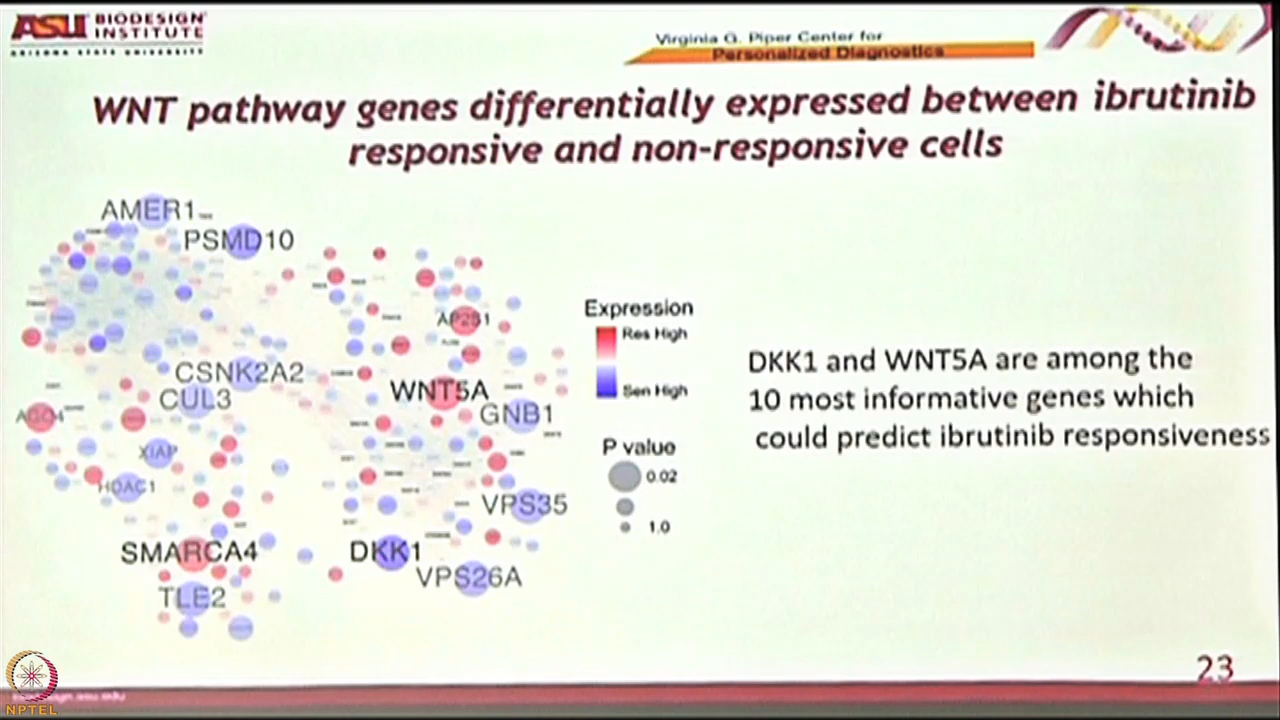 ASU BIODESIGN
INSTITUTE
ARIZONA STATE UNIVERSITY
Virginia G. Piper Center for
Personalized Diagnostics
WNT pathway genes differentially expressed between ibrutinib
responsive and non-responsive cells
AMER1
PSMD10
AP2S1
CSNK2A2
CUL3
WNT5A
GNB1
AGO4
XIAP
HDAC1
VPS35
SMARCA4
DKK1
VPS26A
TLE2
Expression
Res High
Sen High
P value
0.02
1.0
DKK1 and WNT5A are among the
10 most informative genes which
could predict ibrutinib responsiveness
23
NPTEL